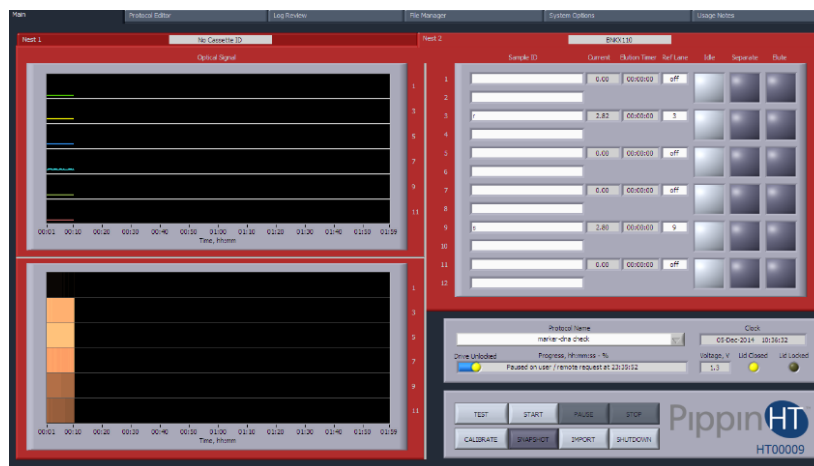 Main Protocol Editor Log Review File Manager System Options Usage Notes
Nest 1 No Cassette ID Nest 2
Optical Signal
1
3
5
7
9
11
00:01 00:10 00:20 00:30 00:40 00:50 01:00 01:10 01:20 01:30 01:40 01:50 01:59
Time, hh:mm
1
3
5
7
9
11
00:01 00:10 00:20 00:30 00:40 00:50 01:00 01:10 01:20 01:30 01:40 01:50 01:59
Time, hh:mm
Sample ID Current Elution Timer Ref Lane Idle Separate Elute
1 0.00 00:00:00 off
2
3 2.82 00:00:00 3
4
5 0.00 00:00:00 off
6
7 0.00 00:00:00 off
8
9 2.80 00:00:00 9
10
11 0.00 00:00:00 off
12
Protocol Name Clock
marker-dna check 05-Dec-2014 10:36:32
Drive Unlocked Progress, hh:mm:ss - % Voltage, V Lid Closed Lid Locked
Paused on user / remote request at 23:35:52 1.3
TEST START PAUSE STOP
CALIBRATE SNAPSHOT IMPORT SHUTDOWN
Pippin HT
HT00009